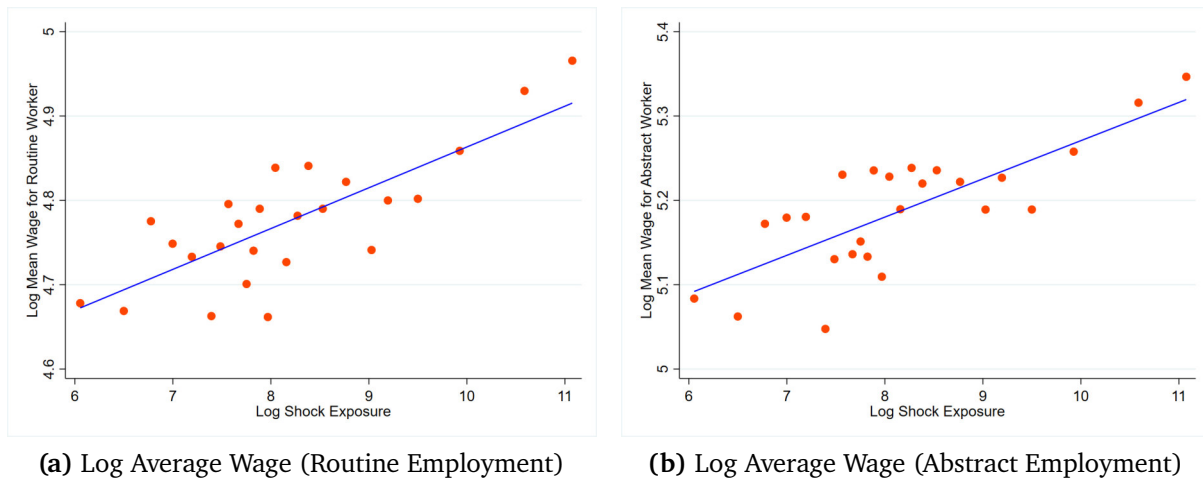 Log Mean Wage for Routine Worker
5
4.9
4.8
4.7
4.6
6 7 8 9 10 11
Log Shock Exposure
(a) Log Average Wage (Routine Employment)
Log Mean Wage for Abstract Worker
5.4
5.3
5.2
5.1
5
6 7 8 9 10 11
Log Shock Exposure
(b) Log Average Wage (Abstract Employment)